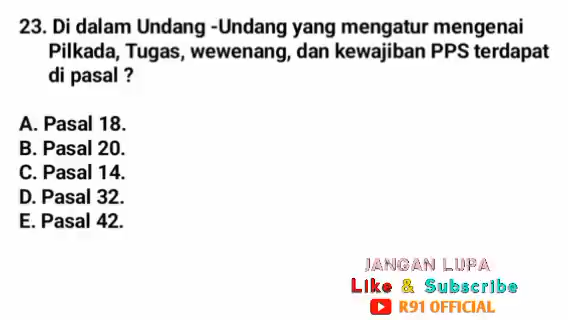 23. Di dalam Undang -Undang yang mengatur mengenai
Pilkada, Tugas, wewenang, dan kewajiban PPS terdapat
di pasal ?
A. Pasal 18.
B. Pasal 20.
C. Pasal 14.
D. Pasal 32.
E. Pasal 42.
JANGAN LUPA
Like & Subscribe
R91 OFFICIAL